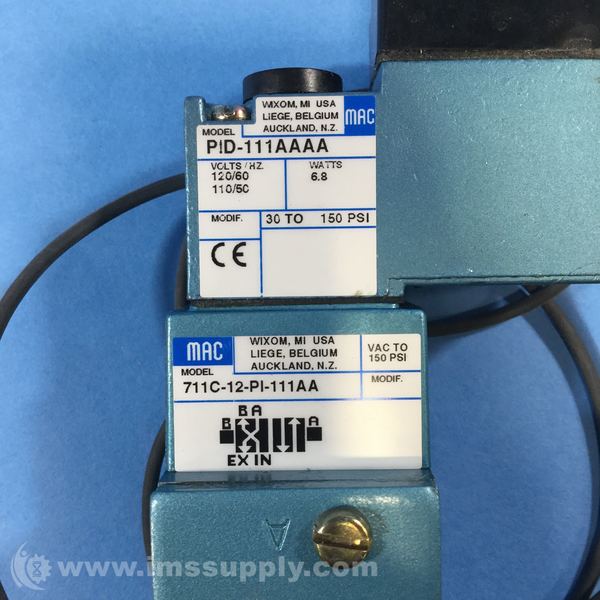 WIXOM, MI USA
LIEGE, BELGIUM
AUCKLAND, N.Z.
MAC
MODEL
PID-111AAAA
VOLTS/HZ. WATTS
120/60 6.8
110/50
MODIF. 30 TO 150 PSI
CE
MAC
WIXOM, MI USA
LIEGE, BELGIUM
AUCKLAND, N.Z.
VAC TO
150 PSI
MODEL
711C-12-PI-111AA
MODIF.
B A
B A
EX IN
A
www.imssupply.com